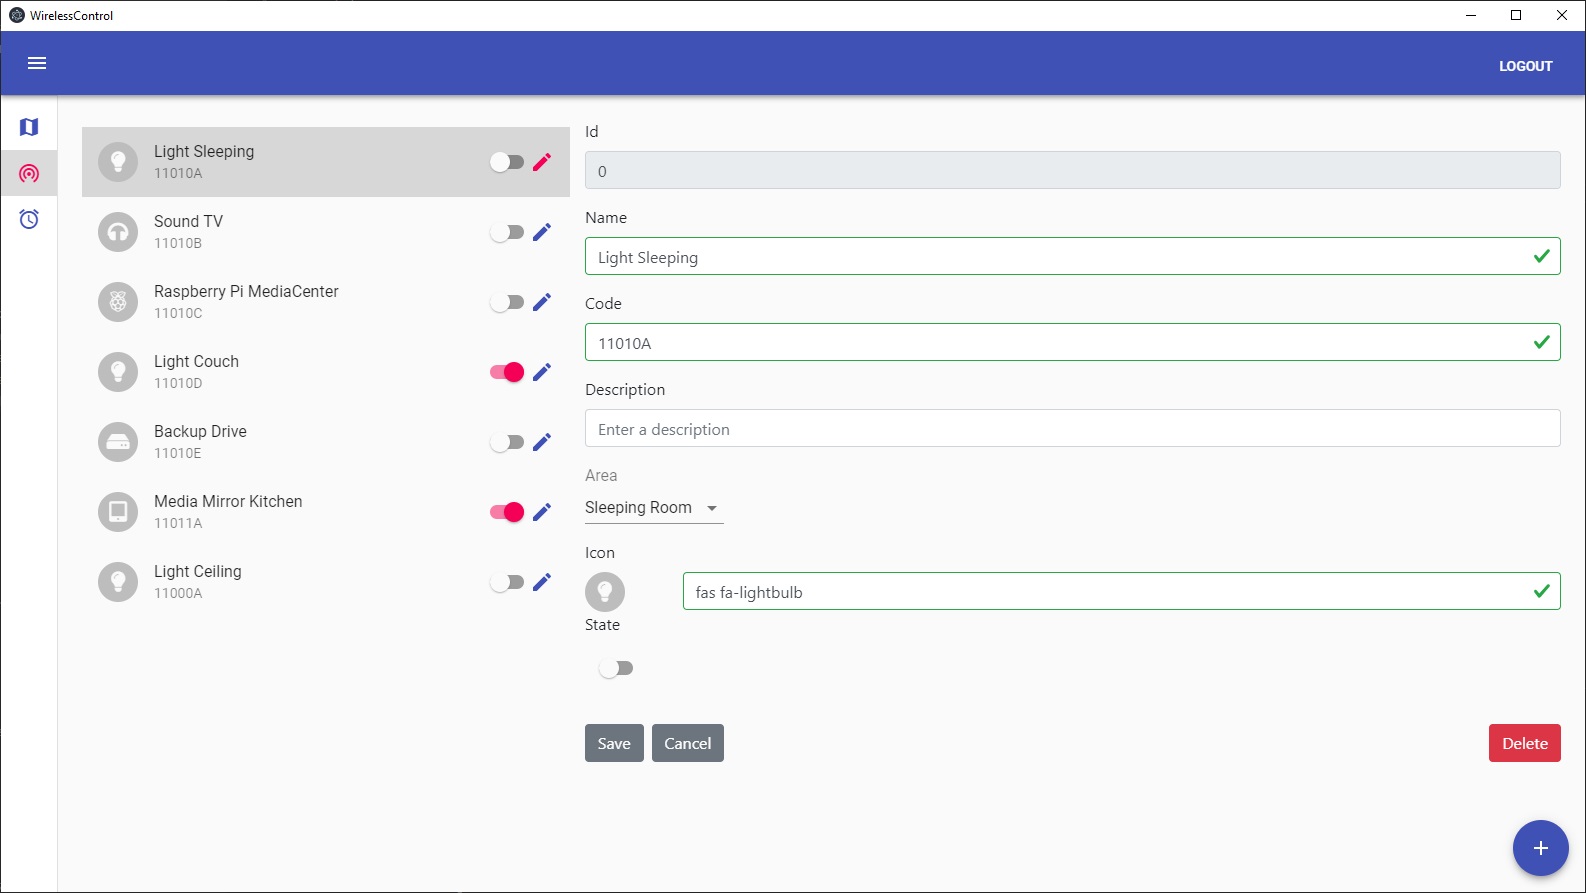 WirelessControl
LOGOUT
Light Sleeping
11010A
Sound TV
11010B
Raspberry Pi MediaCenter
11010C
Light Couch
11010D
Backup Drive
11010E
Media Mirror Kitchen
11011A
Light Ceiling
11000A
Id
0
Name
Light Sleeping
Code
11010A
Description
Enter a description
Area
Sleeping Room
Icon
fas fa-lightbulb
State
Save Cancel Delete